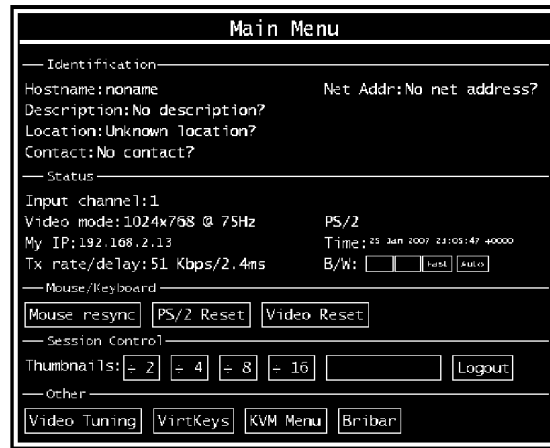 Main Menu
Identification
Hostname:noname Net Addr:No net address?
Description:No description?
Location:Unknown location?
Contact:No contact?
Status
Input channel:1
Video mode:1024x768 @ 75Hz PS/2
My IP:192.168.2.13 Time:25 Jan 2007 23:05:47 +0000
Tx rate/delay:51 Kbps/2.4ms B/W: Fast Auto
Mouse/Keyboard
Mouse resync PS/2 Reset Video Reset
Session Control
Thumbnails: ÷ 2 ÷ 4 ÷ 8 ÷ 16 Logout
Other
Video Tuning VirtKeys KVM Menu Bribar